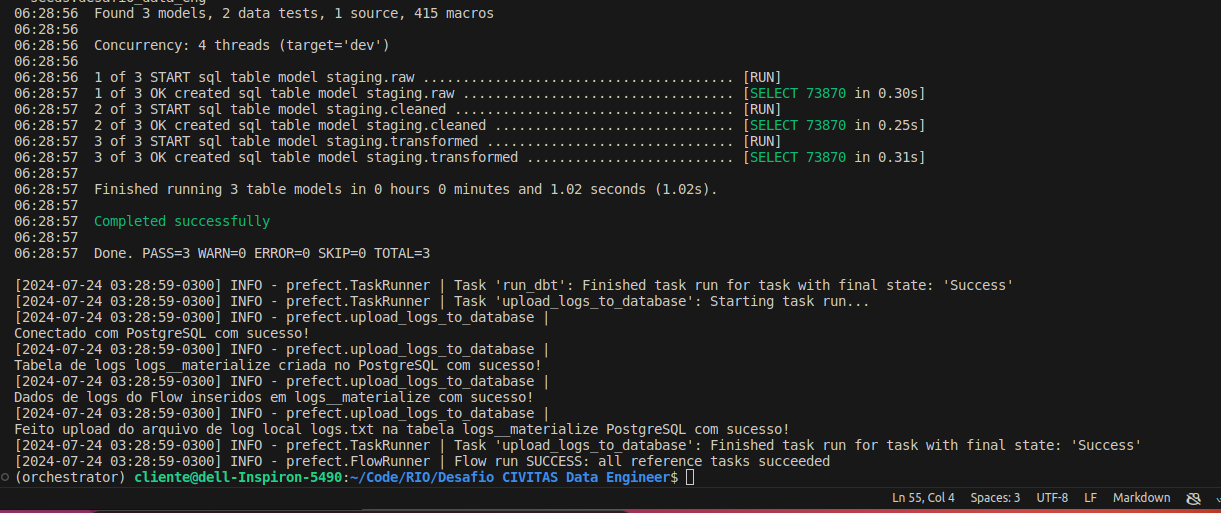 06:28:56  Found 3 models, 2 data tests, 1 source, 415 macros
06:28:56
06:28:56  Concurrency: 4 threads (target='dev')
06:28:56
06:28:56  1 of 3 START sql table model staging.raw ....................................... [RUN]
06:28:57  1 of 3 OK created sql table model staging.raw .................................. [SELECT 73870 in 0.30s]
06:28:57  2 of 3 START sql table model staging.cleaned ................................... [RUN]
06:28:57  2 of 3 OK created sql table model staging.cleaned .............................. [SELECT 73870 in 0.25s]
06:28:57  3 of 3 START sql table model staging.transformed ............................... [RUN]
06:28:57  3 of 3 OK created sql table model staging.transformed .......................... [SELECT 73870 in 0.31s]
06:28:57
06:28:57  Finished running 3 table models in 0 hours 0 minutes and 1.02 seconds (1.02s).
06:28:57
06:28:57  Completed successfully
06:28:57
06:28:57  Done. PASS=3 WARN=0 ERROR=0 SKIP=0 TOTAL=3
[2024-07-24 03:28:59-0300] INFO - prefect.TaskRunner | Task 'run_dbt': Finished task run for task with final state: 'Success'
[2024-07-24 03:28:59-0300] INFO - prefect.TaskRunner | Task 'upload_logs_to_database': Starting task run...
[2024-07-24 03:28:59-0300] INFO - prefect.upload_logs_to_database |
Conectado com PostgreSQL com sucesso!
[2024-07-24 03:28:59-0300] INFO - prefect.upload_logs_to_database |
Tabela de logs logs__materialize criada no PostgreSQL com sucesso!
[2024-07-24 03:28:59-0300] INFO - prefect.upload_logs_to_database |
Dados de logs do Flow inseridos em logs__materialize com sucesso!
[2024-07-24 03:28:59-0300] INFO - prefect.upload_logs_to_database |
Feito upload do arquivo de log local logs.txt na tabela logs__materialize PostgreSQL com sucesso!
[2024-07-24 03:28:59-0300] INFO - prefect.TaskRunner | Task 'upload_logs_to_database': Finished task run for task with final state: 'Success'
[2024-07-24 03:28:59-0300] INFO - prefect.FlowRunner | Flow run SUCCESS: all reference tasks succeeded
(orchestrator) cliente@dell-Inspiron-5490:~/Code/RIO/Desafio CIVITAS Data Engineer$
Ln 55, Col 4  Spaces: 3  UTF-8  LF  Markdown